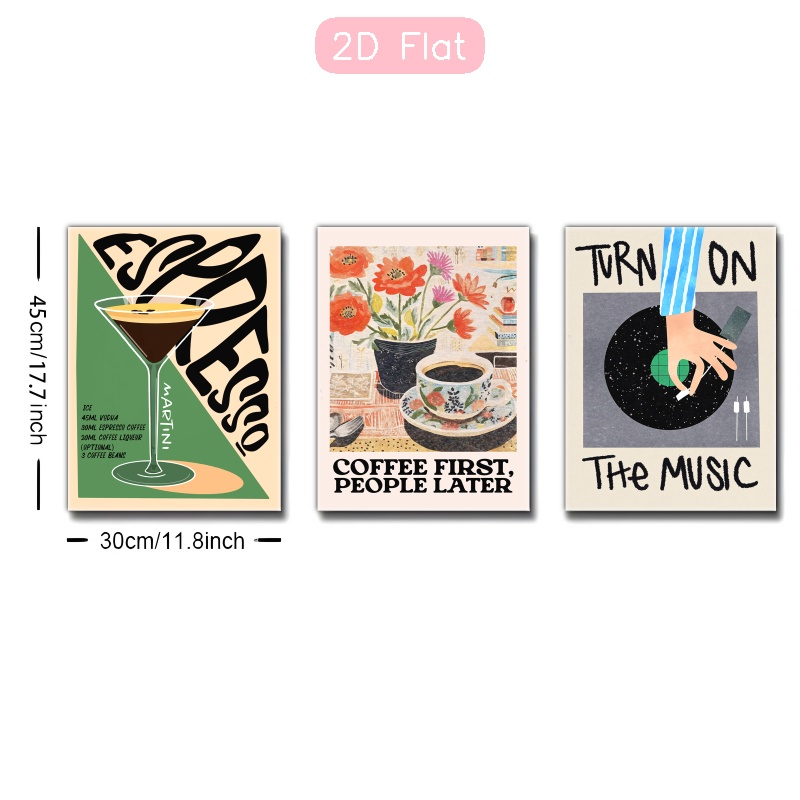 2D Flat
45cm/17.7inch
30cm/11.8inch
ESPRESSO
MARTINI
ICE
45ML VODKA
30ML ESPRESSO COFFEE
20ML COFFEE LIQUEUR
(OPTIONAL)
3 COFFEE BEANS
COFFEE FIRST,
PEOPLE LATER
TURN ON
THe MUSIC